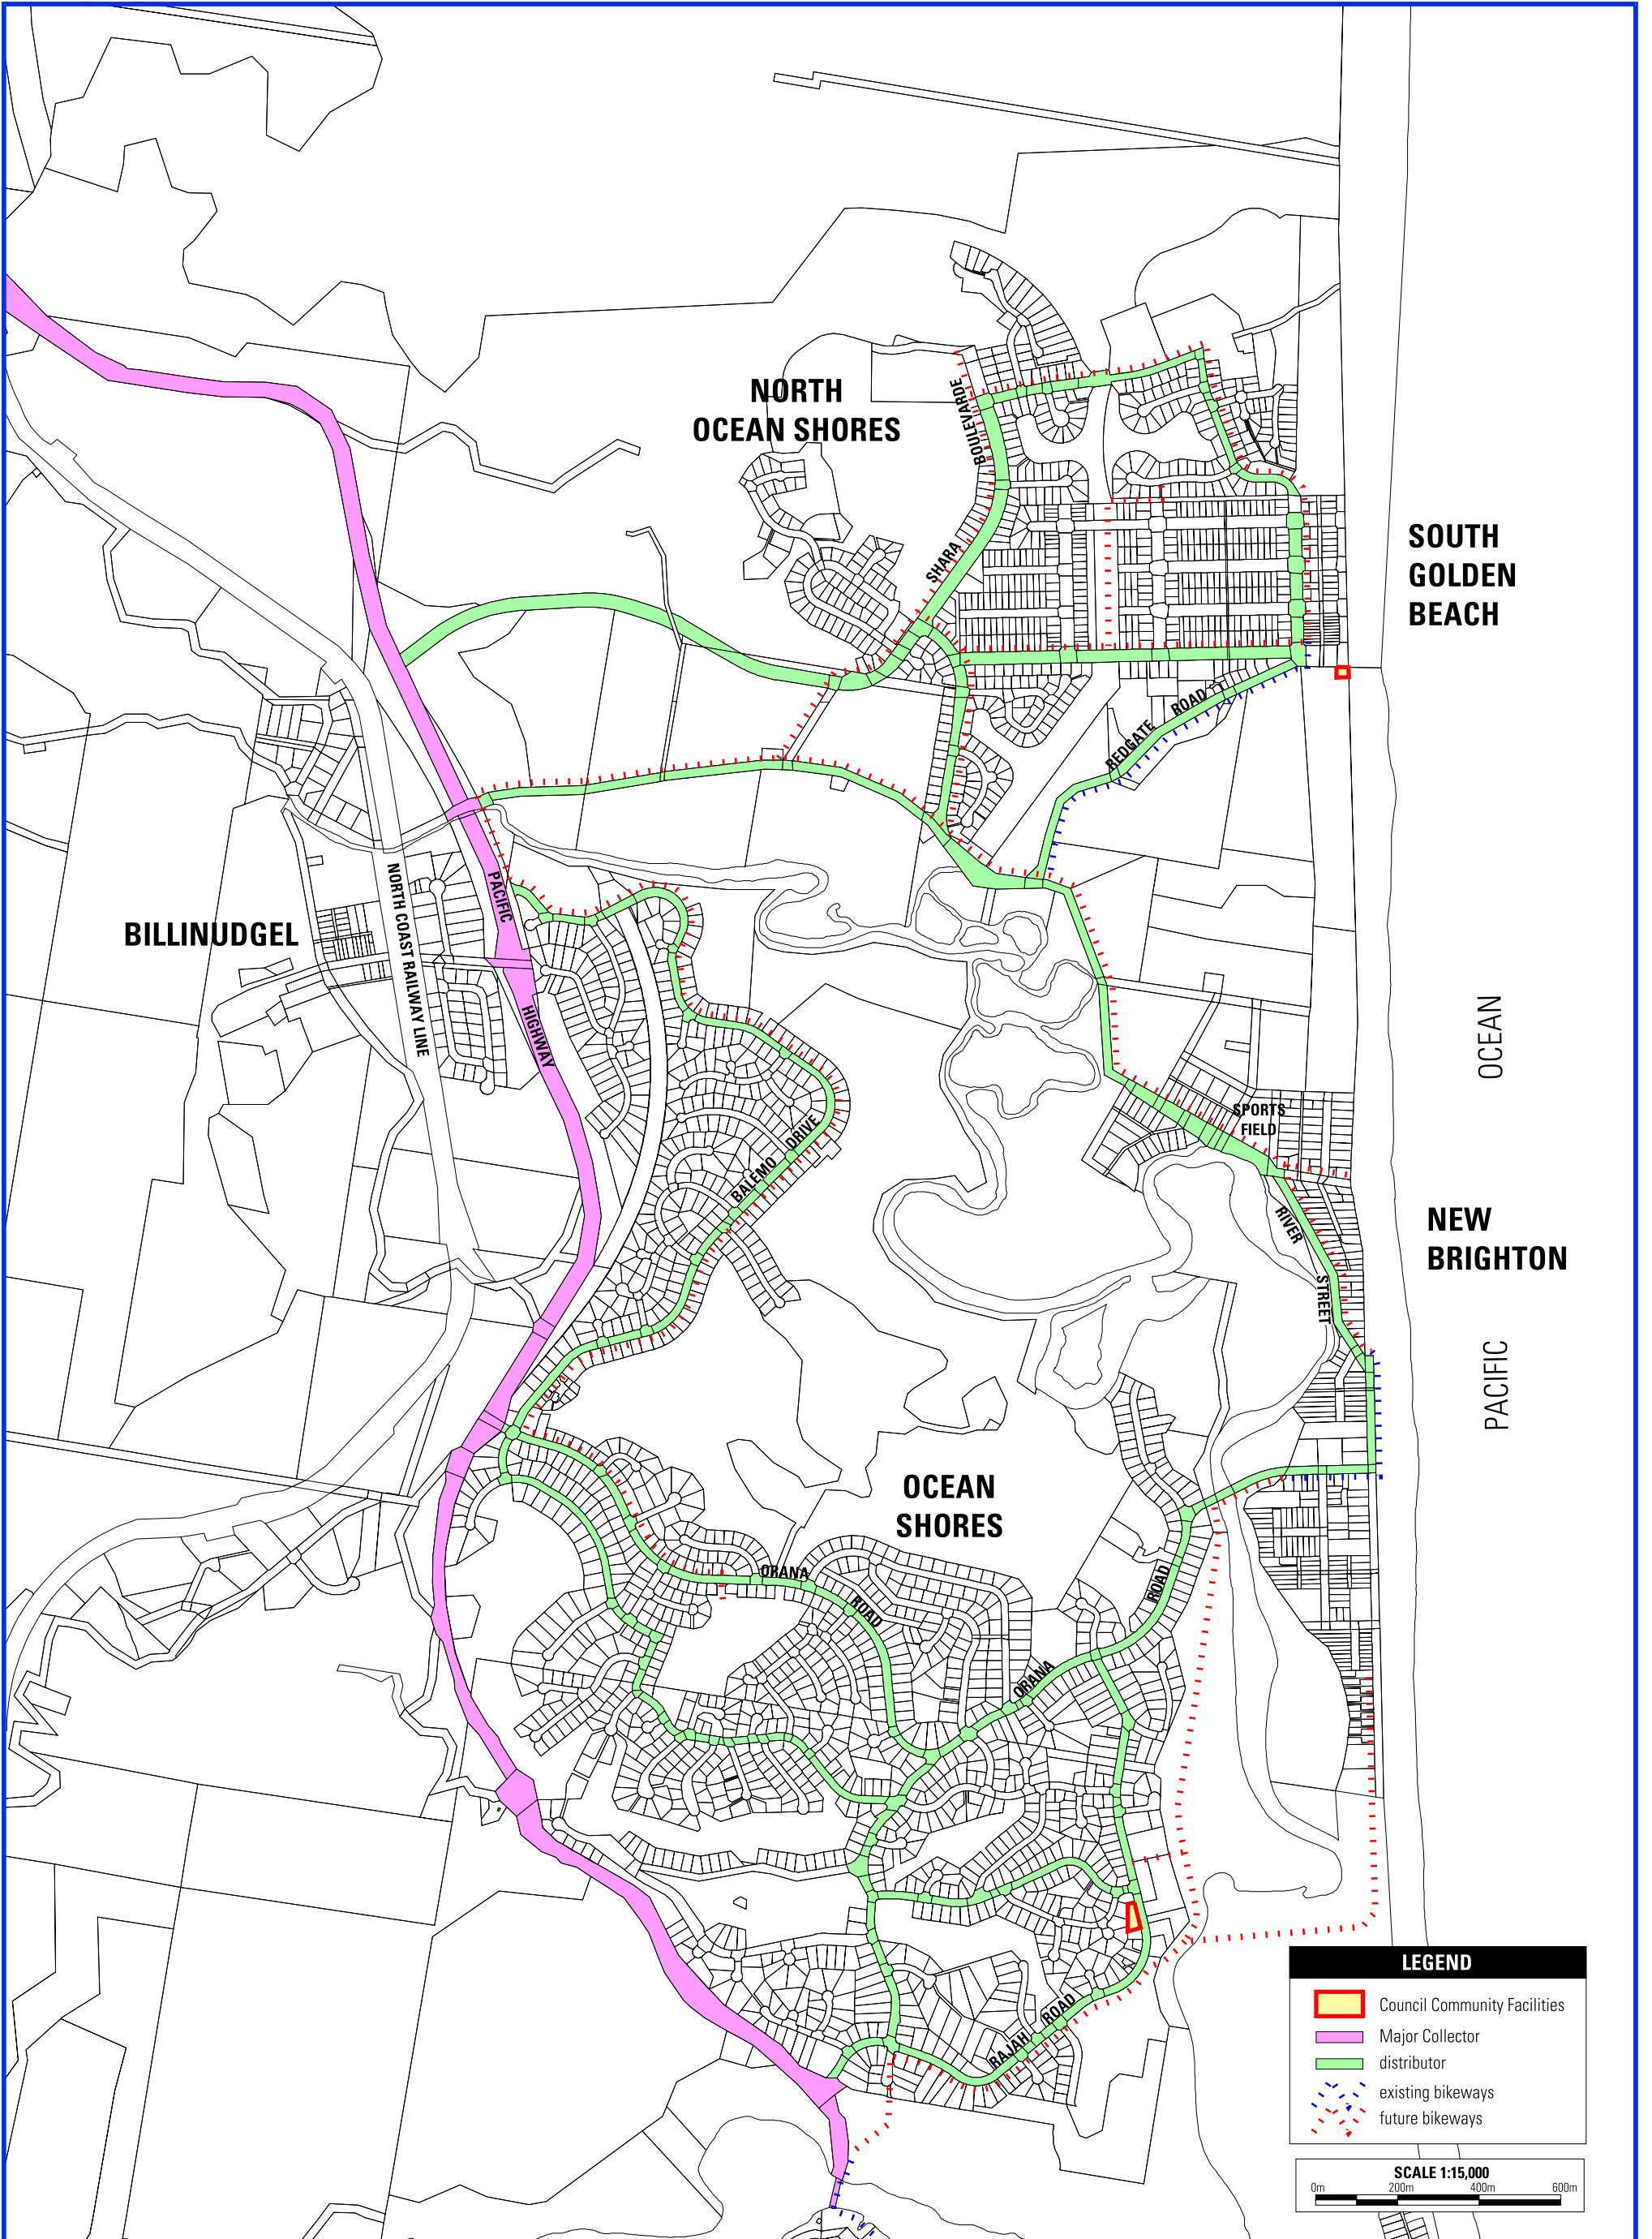 NORTH
OCEAN SHORES
BOULEVARDE
SHARA
SOUTH
GOLDEN
BEACH
REDGATE ROAD
BILLINUDGEL
NORTH COAST RAILWAY LINE
PACIFIC
HIGHWAY
OCEAN
SPORTS
FIELD
BALEMO DRIVE
RIVER
STREET
NEW
BRIGHTON
PACIFIC
OCEAN
SHORES
ORANA
ROAD
ROAD
ORANA
RAJAH ROAD
LEGEND
Council Community Facilities
Major Collector
distributor
existing bikeways
future bikeways
SCALE 1:15,000
0m 200m 400m 600m